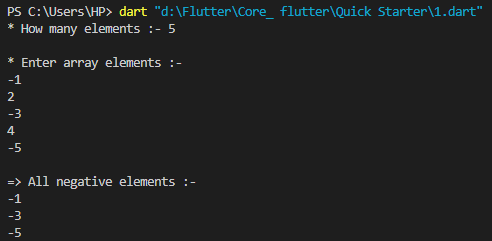 PS C:\Users\HP> dart "d:\Flutter\Core_ flutter\Quick Starter\1.dart"
* How many elements :- 5
* Enter array elements :-
-1
2
-3
4
-5
=> All negative elements :-
-1
-3
-5